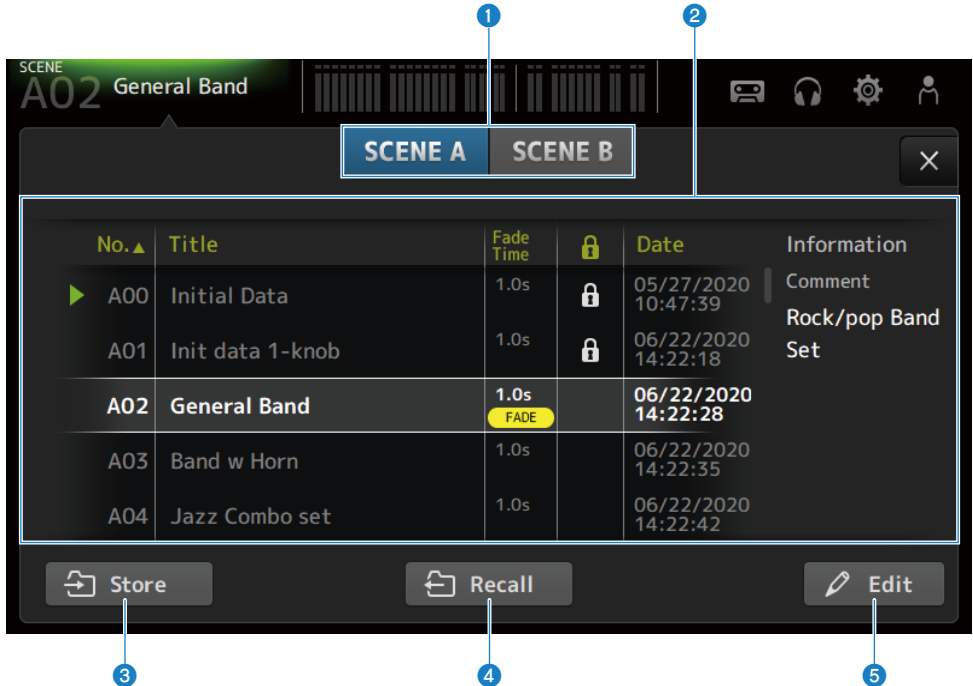 1 2
SCENE
A02 General Band
SCENE A SCENE B
No. Title Fade Time Date Information
A00 Initial Data 1.0s 05/27/2020 10:47:39 Comment
Rock/pop Band
Set
A01 Init data 1-knob 1.0s 06/22/2020 14:22:18
A02 General Band 1.0s FADE 06/22/2020 14:22:28
A03 Band w Horn 1.0s 06/22/2020 14:22:35
A04 Jazz Combo set 1.0s 06/22/2020 14:22:42
Store Recall Edit
3 4 5